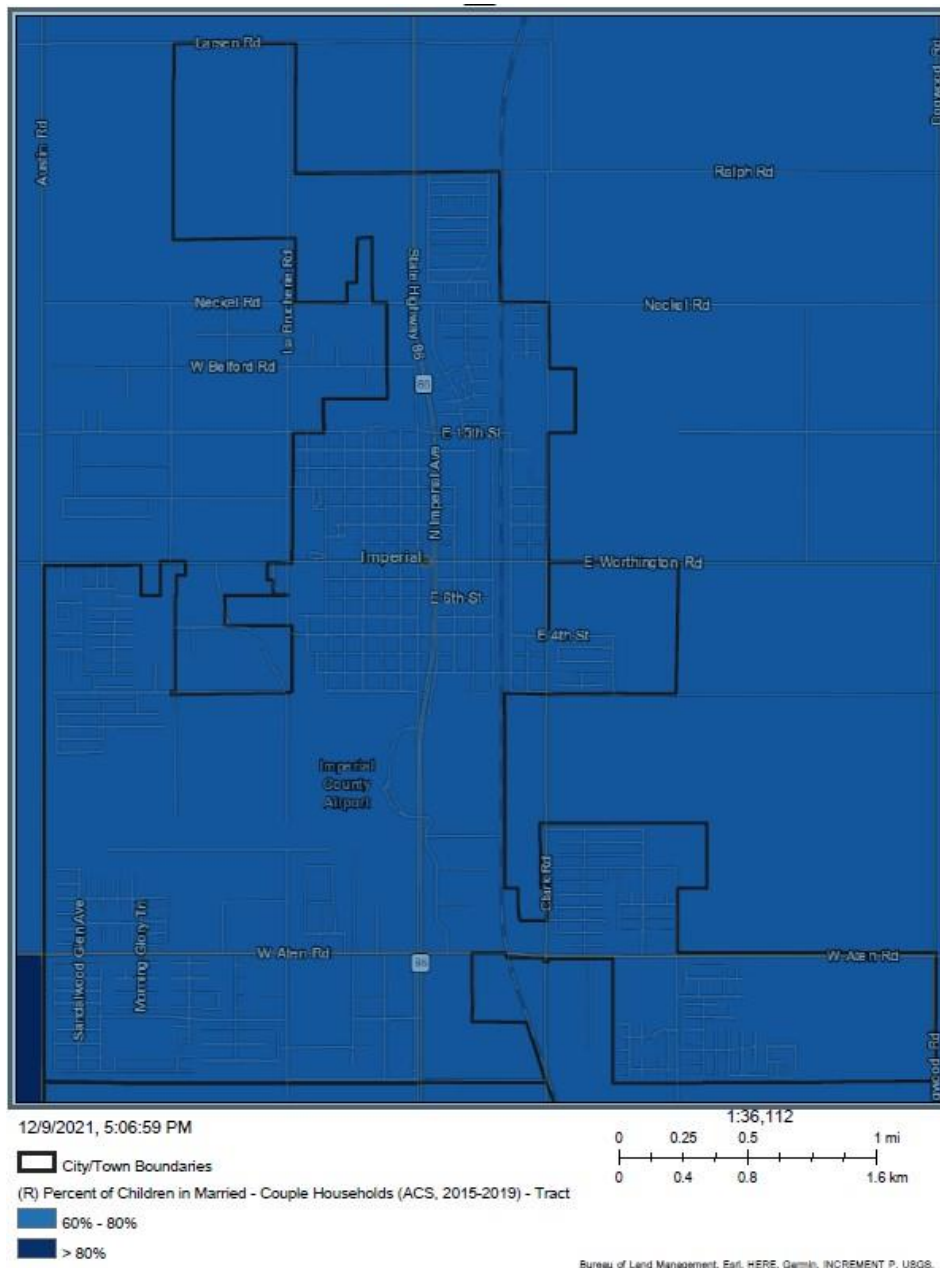 Larsen Rd
Austin Rd
Dogwood Rd
Ralph Rd
La Brucherie Rd
State Highway 86
Neckel Rd
Neckel Rd
W Belford Rd
86
E 15th St
N Imperial Ave
Imperial
E Worthington Rd
E 6th St
E 4th St
Imperial
County
Airport
Clark Rd
Sandalwood Glen Ave
Morning Glory Trl
W Aten Rd
86
W Aten Rd
gwood Rd
12/9/2021, 5:06:59 PM
1:36,112
0 0.25 0.5 1 mi
0 0.4 0.8 1.6 km
City/Town Boundaries
(R) Percent of Children in Married - Couple Households (ACS, 2015-2019) - Tract
60% - 80%
> 80%
Bureau of Land Management, Esri, HERE, Garmin, INCREMENT P, USGS,